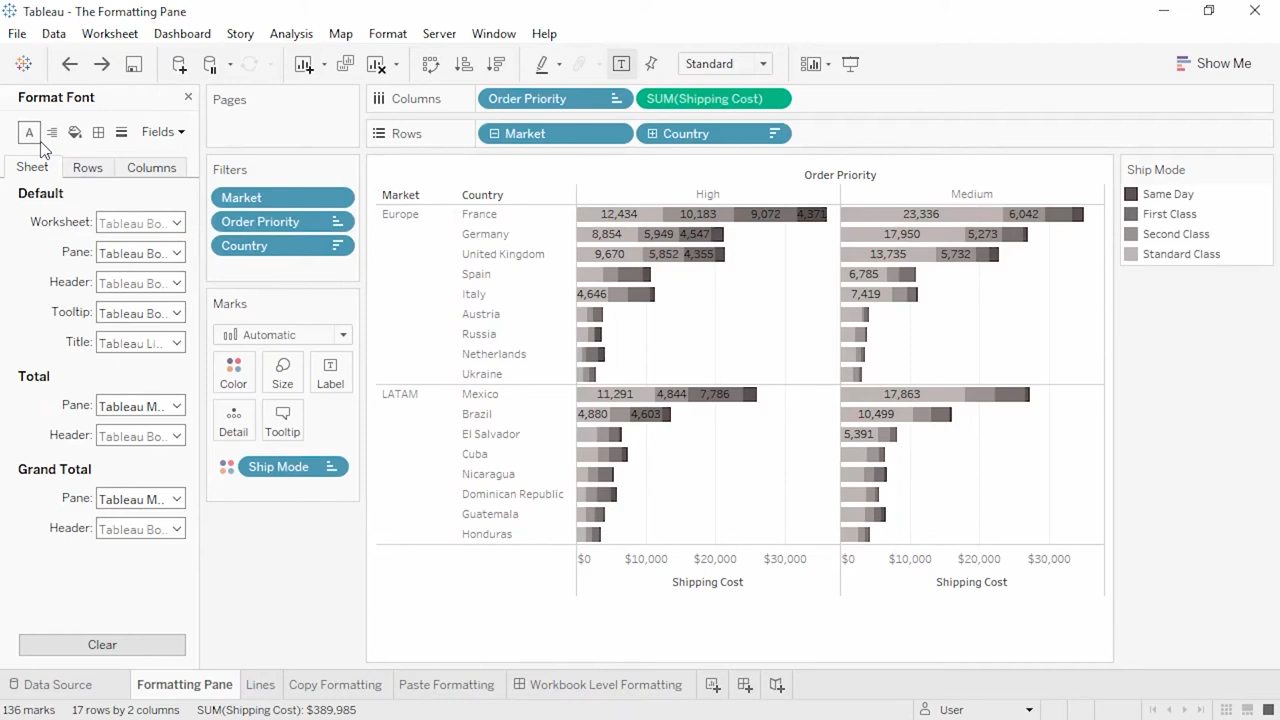 Tableau - The Formatting Pane
File Data Worksheet Dashboard Story Analysis Map Format Server Window Help
Standard
Show Me
Format Font
A
Fields
Sheet Rows Columns
Default
Worksheet: Tableau Bo..
Pane: Tableau Bo..
Header: Tableau Bo..
Tooltip: Tableau Bo..
Title: Tableau Li..
Total
Pane: Tableau M..
Header: Tableau Bo..
Grand Total
Pane: Tableau M..
Header: Tableau Bo..
Clear
Pages
Filters
Market
Order Priority
Country
Marks
Automatic
Color Size Label
Detail Tooltip
Ship Mode
Columns Order Priority SUM(Shipping Cost)
Rows Market Country
Order Priority
Market Country High Medium
Europe France 12,434 10,183 9,072 4,371 23,336 6,042
Germany 8,854 5,949 4,547 17,950 5,273
United Kingdom 9,670 5,852 4,355 13,735 5,732
Spain 6,785
Italy 4,646 7,419
Austria
Russia
Netherlands
Ukraine
LATAM Mexico 11,291 4,844 7,786 17,863
Brazil 4,880 4,603 10,499
El Salvador 5,391
Cuba
Nicaragua
Dominican Republic
Guatemala
Honduras
$0 $10,000 $20,000 $30,000 $0 $10,000 $20,000 $30,000
Shipping Cost Shipping Cost
Ship Mode
Same Day
First Class
Second Class
Standard Class
Data Source Formatting Pane Lines Copy Formatting Paste Formatting Workbook Level Formatting
136 marks 17 rows by 2 columns SUM(Shipping Cost): $389,985 User